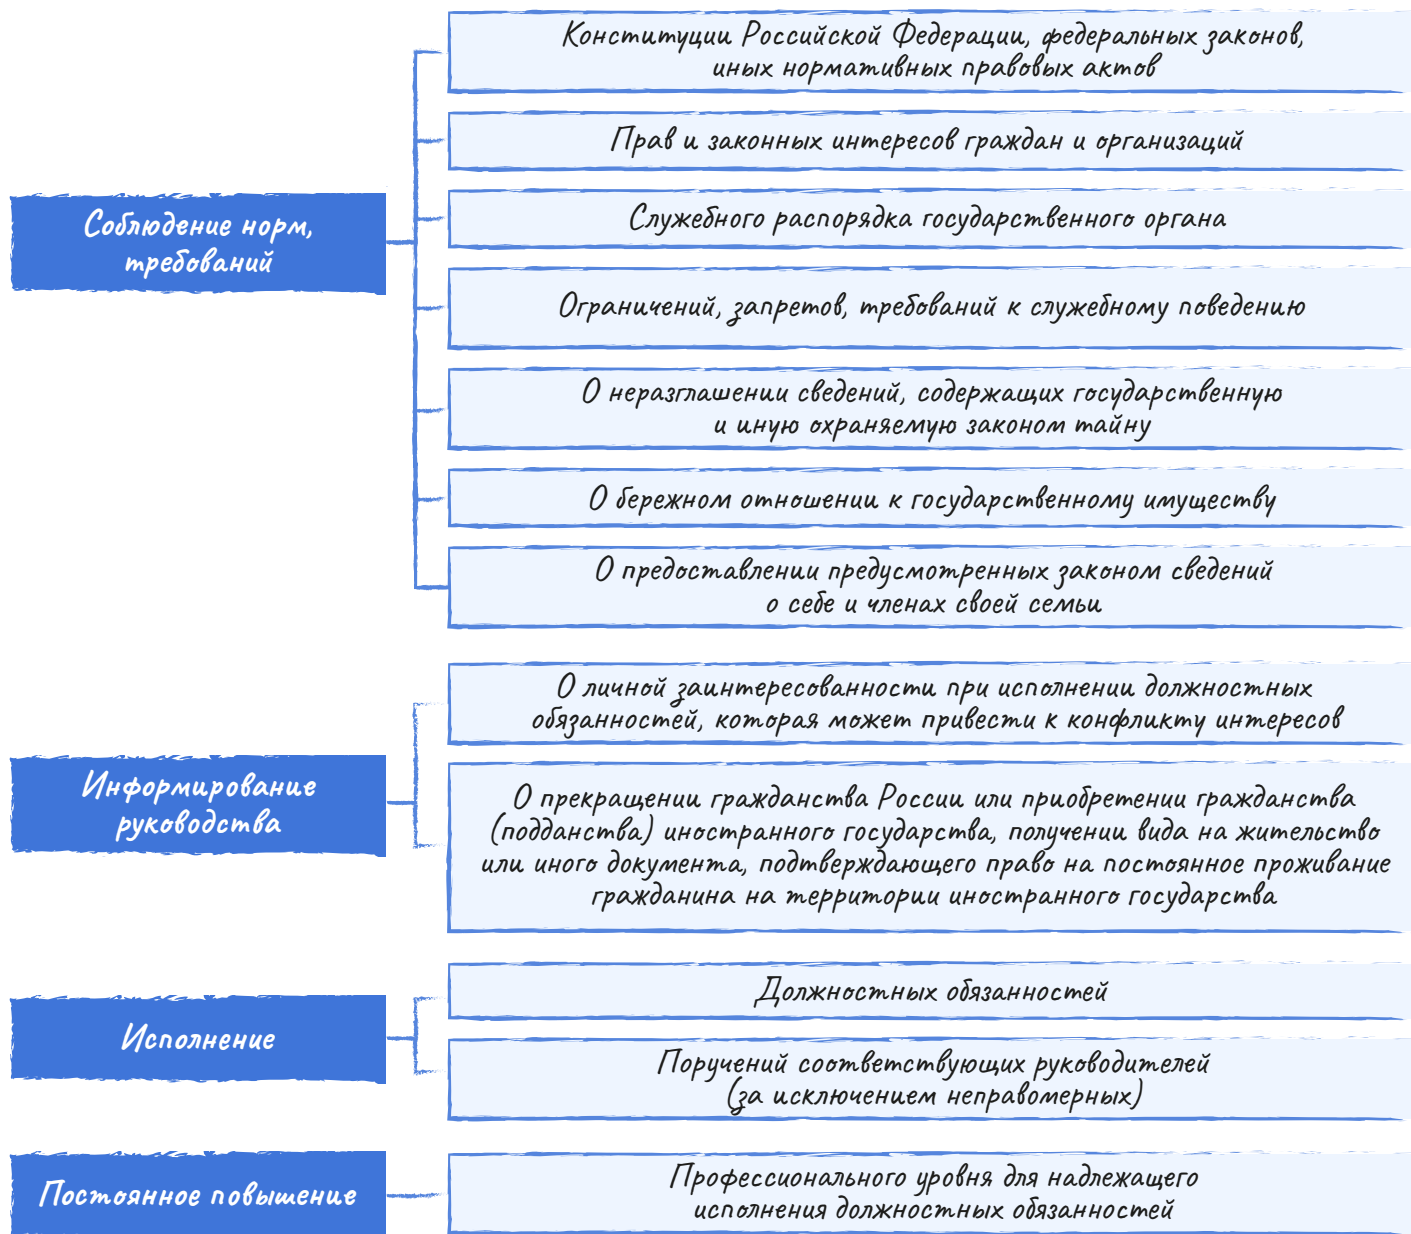 Соблюдение норм,
требований
Конституции Российской Федерации, федеральных законов,
иных нормативных правовых актов
Прав и законных интересов граждан и организаций
Служебного распорядка государственного органа
Ограничений, запретов, требований к служебному поведению
О неразглашении сведений, содержащих государственную
и иную охраняемую законом тайну
О бережном отношении к государственному имуществу
О предоставлении предусмотренных законом сведений
о себе и членах своей семьи
Информирование
руководства
О личной заинтересованности при исполнении должностных
обязанностей, которая может привести к конфликту интересов
О прекращении гражданства России или приобретении гражданства
(подданства) иностранного государства, получении вида на жительство
или иного документа, подтверждающего право на постоянное проживание
гражданина на территории иностранного государства
Исполнение
Должностных обязанностей
Поручений соответствующих руководителей
(за исключением неправомерных)
Постоянное повышение
Профессионального уровня для надлежащего
исполнения должностных обязанностей